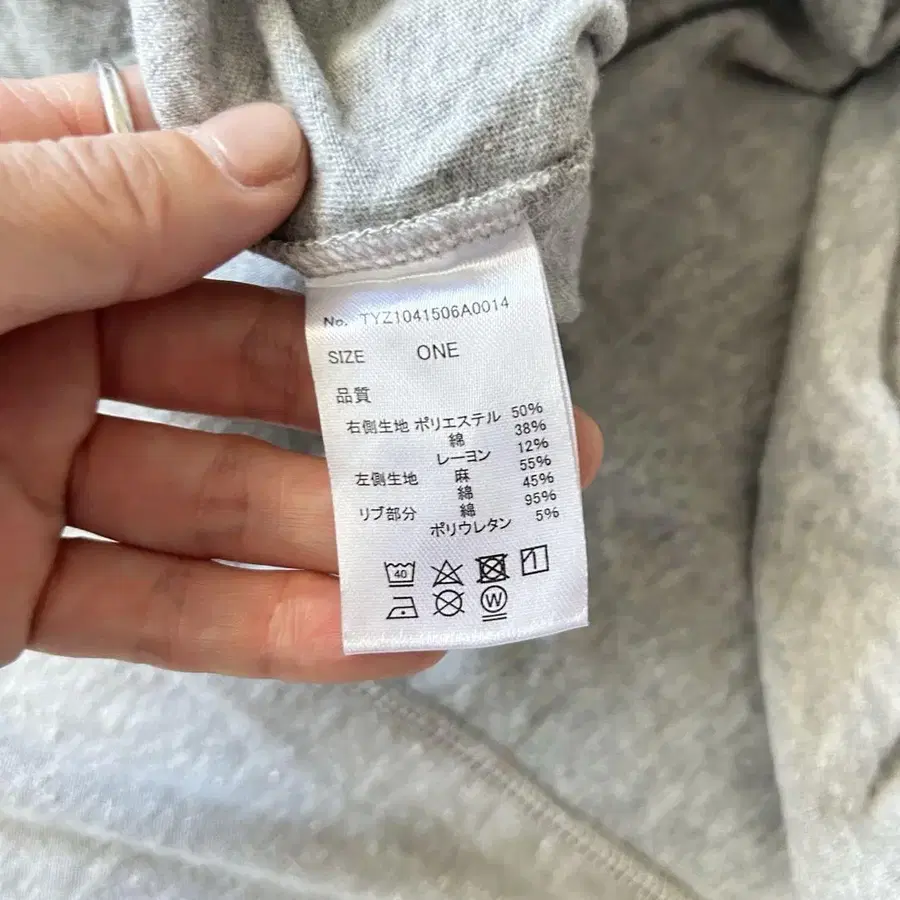 No. TYZ1041506A0014
SIZE ONE
品質
右側生地 ポリエステル 50%
綿 38%
レーヨン 12%
左側生地 麻 55%
綿 45%
リブ部分 綿 95%
ポリウレタン 5%
40
W